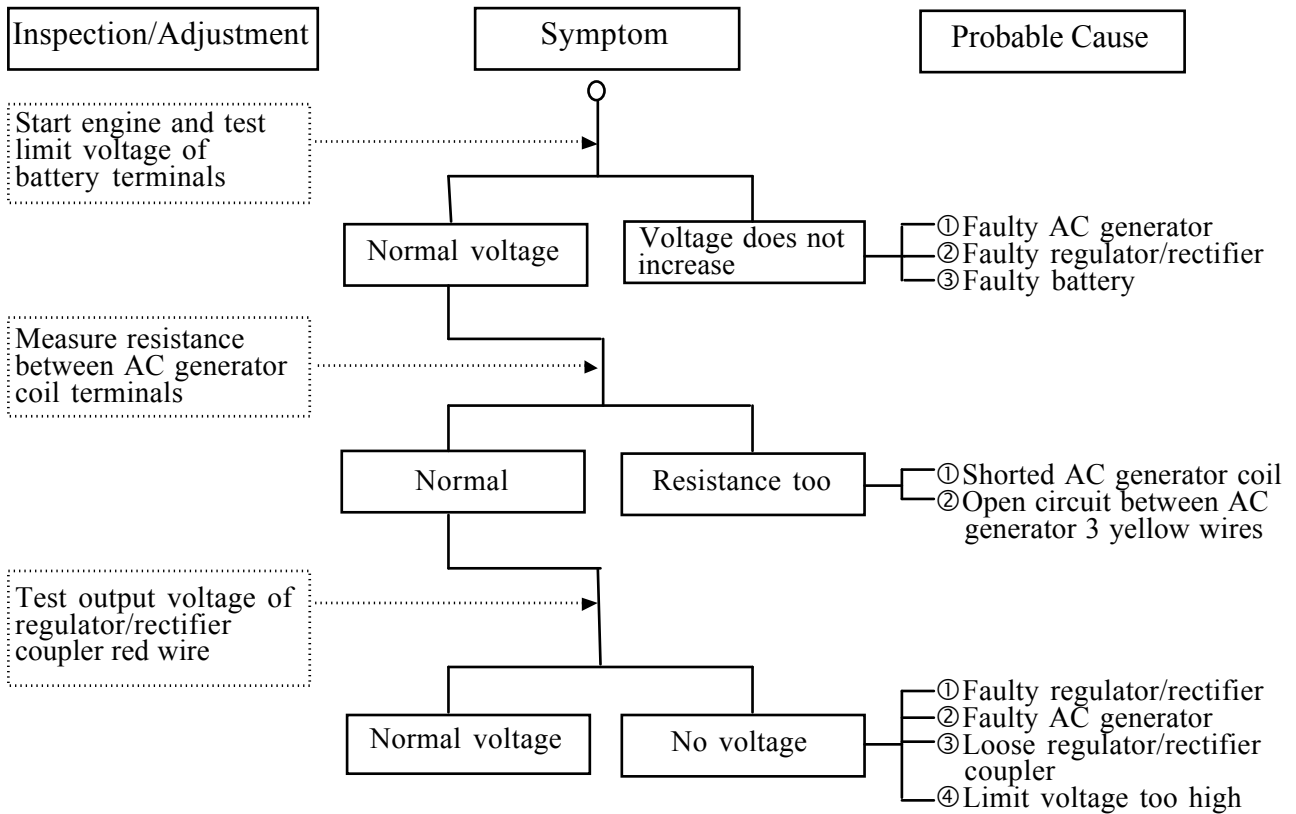 Inspection/Adjustment
Symptom
Probable Cause
Start engine and test
limit voltage of
battery terminals
Normal voltage
Voltage does not
increase
①Faulty AC generator
②Faulty regulator/rectifier
③Faulty battery
Measure resistance
between AC generator
coil terminals
Normal
Resistance too
①Shorted AC generator coil
②Open circuit between AC
generator 3 yellow wires
Test output voltage of
regulator/rectifier
coupler red wire
Normal voltage
No voltage
①Faulty regulator/rectifier
②Faulty AC generator
③Loose regulator/rectifier
coupler
④Limit voltage too high